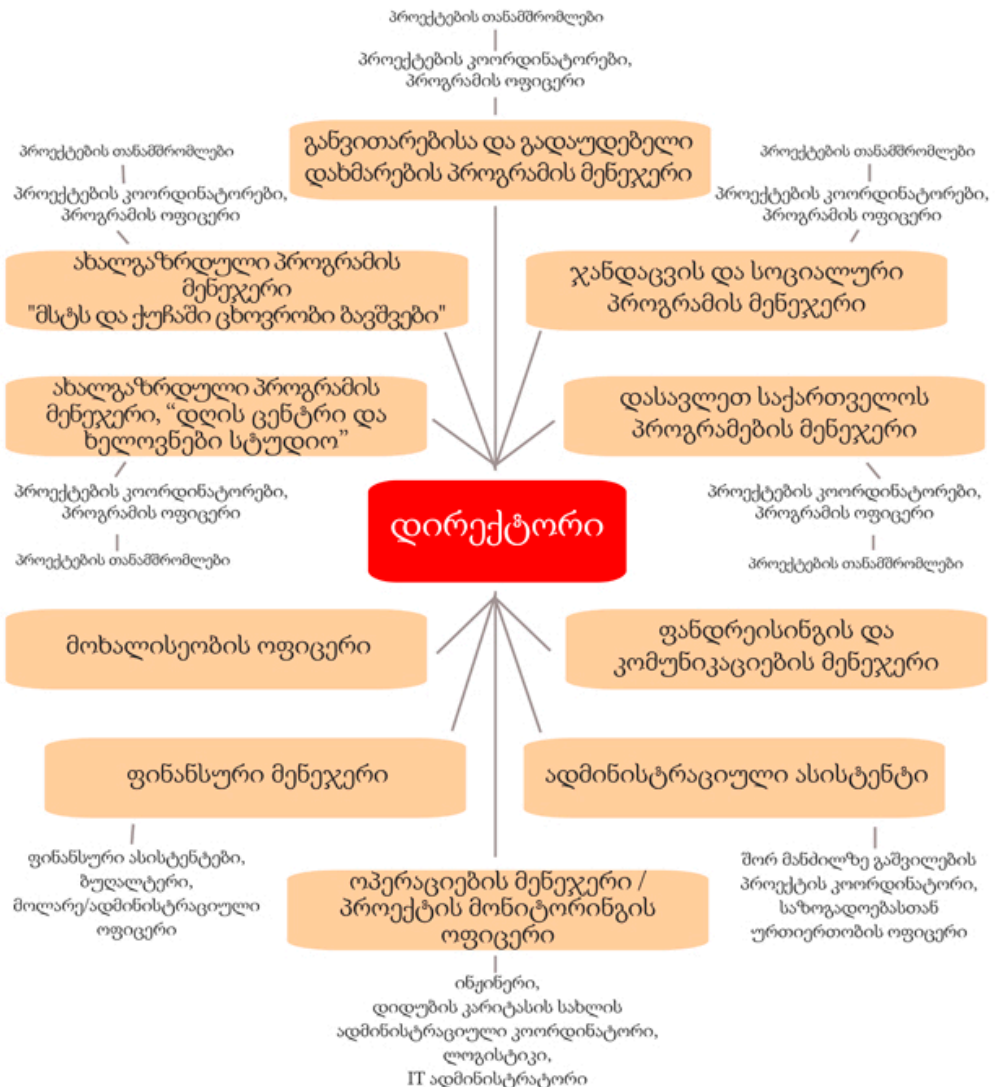 პროექტების თანამშრომლები
პროექტების კოორდინატორები,
პროგრამის ოფიცერი
განვითარებისა და გადაუდებელი
დახმარების პროგრამის მენეჯერი
პროექტების თანამშრომლები
პროექტების კოორდინატორები,
პროგრამის ოფიცერი
ახალგაზრდული პროგრამის
მენეჯერი
"მსტს და ქუჩაში ცხოვრობი ბავშვები"
პროექტების თანამშრომლები
პროექტების კოორდინატორები,
პროგრამის ოფიცერი
ჯანდაცვის და სოციალური
პროგრამის მენეჯერი
ახალგაზრდული პროგრამის
მენეჯერი, “დღის ცენტრი და
ხელოვნები სტუდიო”
პროექტების კოორდინატორები,
პროგრამის ოფიცერი
პროექტების თანამშრომლები
დასავლეთ საქართველოს
პროგრამების მენეჯერი
პროექტების კოორდინატორები,
პროგრამის ოფიცერი
პროექტების თანამშრომლები
დირექტორი
მოხალისეობის ოფიცერი
ფანდრეისინგის და
კომუნიკაციების მენეჯერი
ფინანსური მენეჯერი
ფინანსური ასისტენტები,
ბუღალტერი,
მოლარე/ადმინისტრაციული
ოფიცერი
ადმინისტრაციული ასისტენტი
შორ მანძილზე გაშვილების
პროექტის კოორდინატორი,
საზოგადოებასთან
ურთიერთობის ოფიცერი
ოპერაციების მენეჯერი /
პროექტის მონიტორინგის
ოფიცერი
ინჟინერი,
დიდუბის კარიტასის სახლის
ადმინისტრაციული კოორდინატორი,
ლოგისტიკი,
IT ადმინისტრატორი